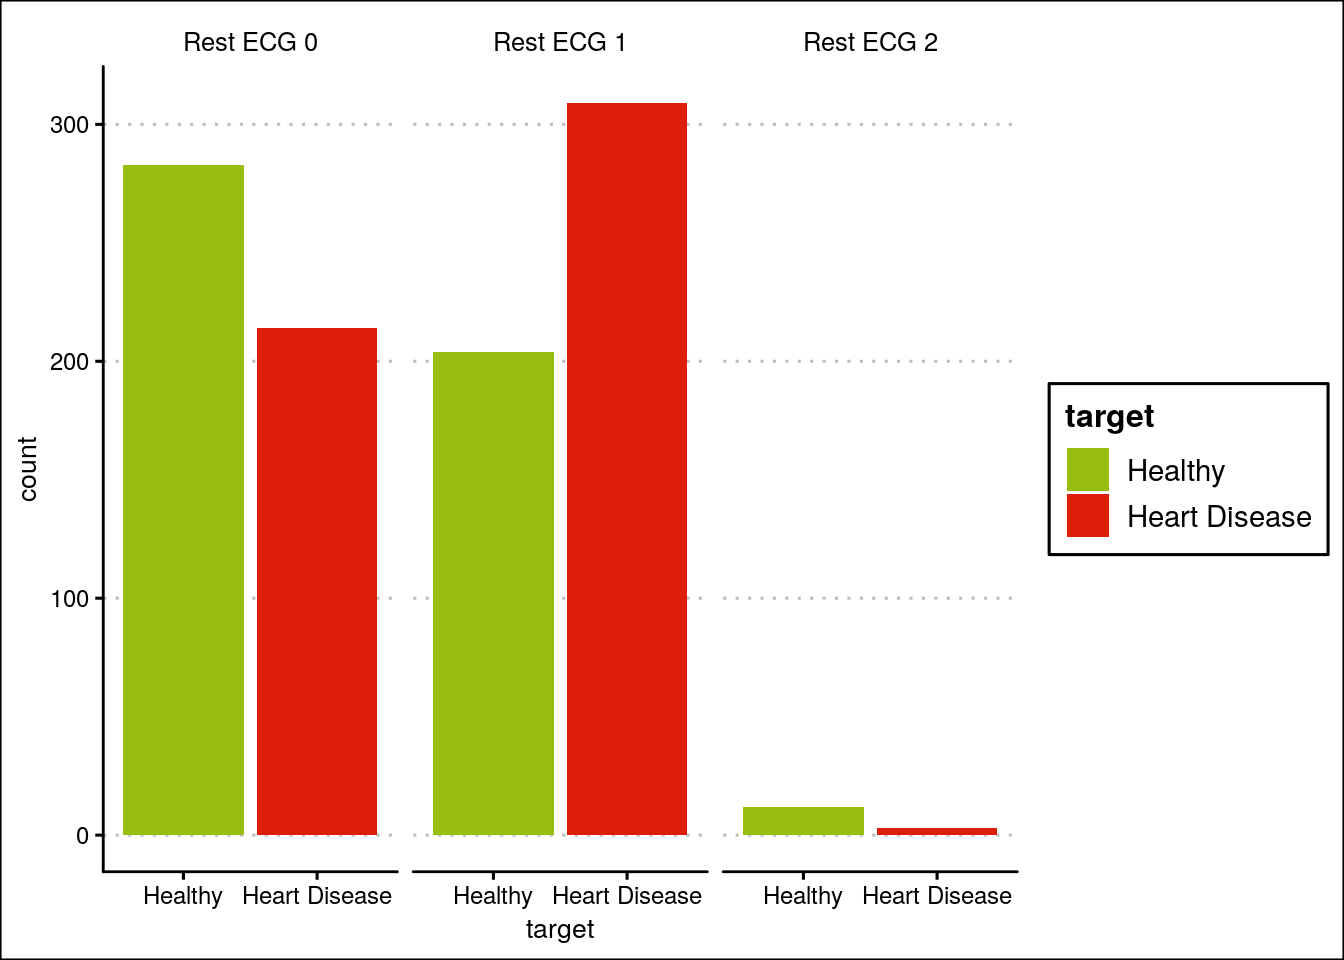 Rest ECG 0 Rest ECG 1 Rest ECG 2
300
200
100
0
count
Healthy Heart Disease Healthy Heart Disease Healthy Heart Disease
target
target
Healthy
Heart Disease